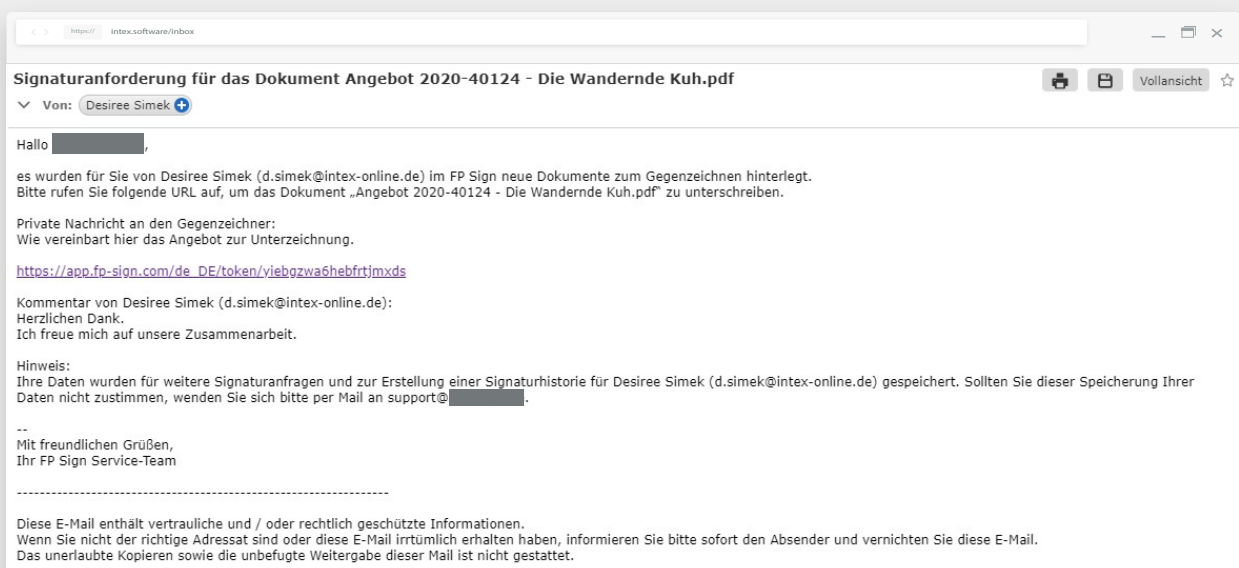 https:// intex.software/inbox
Signaturanforderung für das Dokument Angebot 2020-40124 - Die Wandernde Kuh.pdf
Vollansicht
Von: Desiree Simek
Hallo ,
es wurden für Sie von Desiree Simek (d.simek@intex-online.de) im FP Sign neue Dokumente zum Gegenzeichnen hinterlegt.
Bitte rufen Sie folgende URL auf, um das Dokument „Angebot 2020-40124 - Die Wandernde Kuh.pdf“ zu unterschreiben.
Private Nachricht an den Gegenzeichner:
Wie vereinbart hier das Angebot zur Unterzeichnung.
https://app.fp-sign.com/de_DE/token/yiebgzwa6hebfrtjmxds
Kommentar von Desiree Simek (d.simek@intex-online.de):
Herzlichen Dank.
Ich freue mich auf unsere Zusammenarbeit.
Hinweis:
Ihre Daten wurden für weitere Signaturanfragen und zur Erstellung einer Signaturhistorie für Desiree Simek (d.simek@intex-online.de) gespeichert. Sollten Sie dieser Speicherung Ihrer
Daten nicht zustimmen, wenden Sie sich bitte per Mail an support@ .
--
Mit freundlichen Grüßen,
Ihr FP Sign Service-Team
-----------------------------------------------------------------
Diese E-Mail enthält vertrauliche und / oder rechtlich geschützte Informationen.
Wenn Sie nicht der richtige Adressat sind oder diese E-Mail irrtümlich erhalten haben, informieren Sie bitte sofort den Absender und vernichten Sie diese E-Mail.
Das unerlaubte Kopieren sowie die unbefugte Weitergabe dieser Mail ist nicht gestattet.